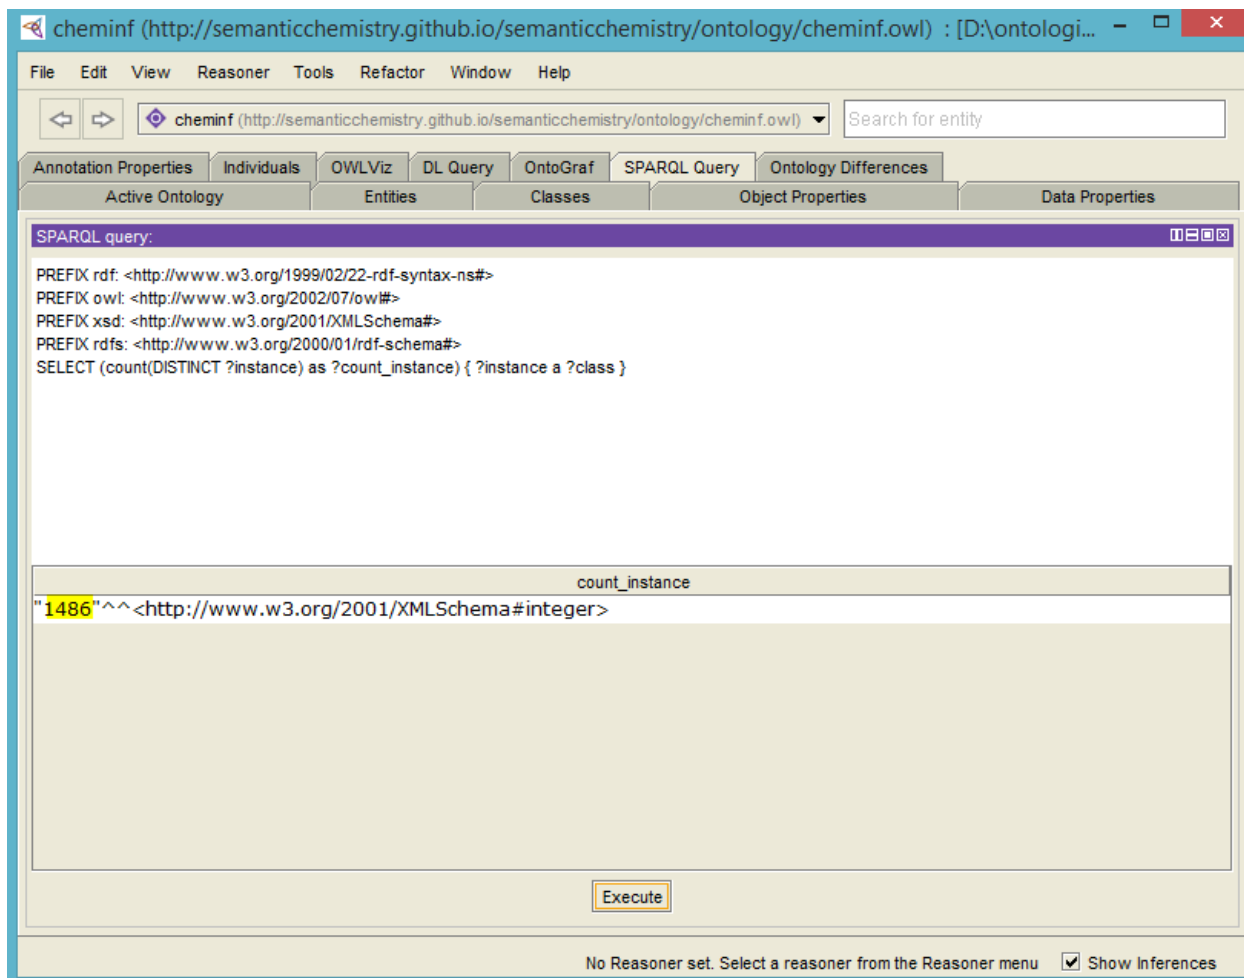 cheminf (http://semanticchemistry.github.io/semanticchemistry/ontology/cheminf.owl) : [D:\ontologi...
File Edit View Reasoner Tools Refactor Window Help
cheminf (http://semanticchemistry.github.io/semanticchemistry/ontology/cheminf.owl) Search for entity
Annotation Properties Individuals OWLViz DL Query OntoGraf SPARQL Query Ontology Differences
Active Ontology Entities Classes Object Properties Data Properties
SPARQL query:
PREFIX rdf: <http://www.w3.org/1999/02/22-rdf-syntax-ns#>
PREFIX owl: <http://www.w3.org/2002/07/owl#>
PREFIX xsd: <http://www.w3.org/2001/XMLSchema#>
PREFIX rdfs: <http://www.w3.org/2000/01/rdf-schema#>
SELECT (count(DISTINCT ?instance) as ?count_instance) { ?instance a ?class }
count_instance
"1486"^^<http://www.w3.org/2001/XMLSchema#integer>
Execute
No Reasoner set. Select a reasoner from the Reasoner menu Show Inferences